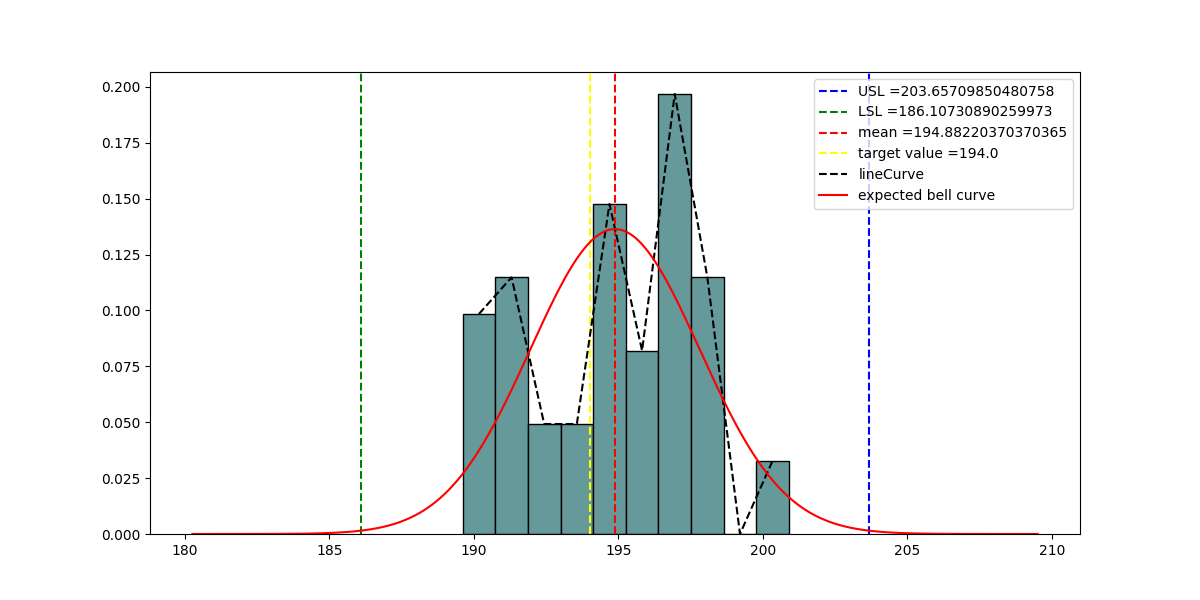 0.200
0.175
0.150
0.125
0.100
0.075
0.050
0.025
0.000
180
185
190
195
200
205
210
USL =203.65709850480758
LSL =186.10730890259973
mean =194.88220370370365
target value =194.0
lineCurve
expected bell curve